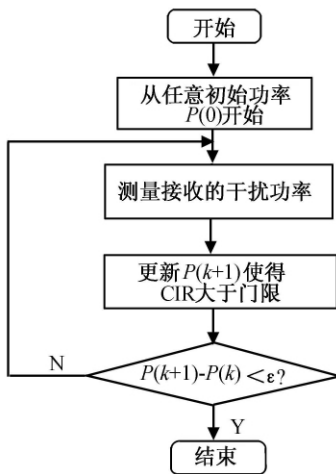 开始
从任意初始功率
P(0)开始
测量接收的干扰功率
更新P(k+1)使得
CIR大于门限
N
P(k+1)-P(k)<ε?
Y
结束